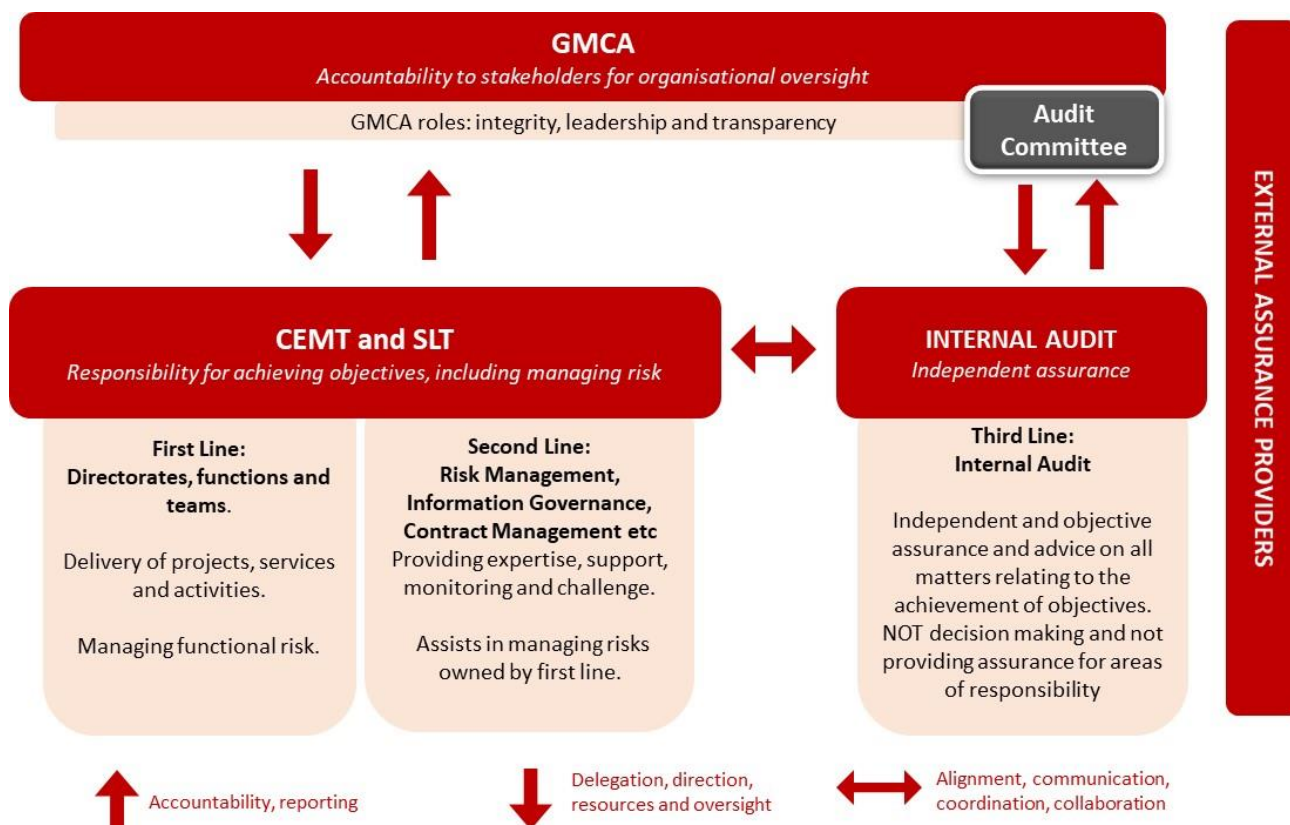 GMCA
Accountability to stakeholders for organisational oversight
GMCA roles: integrity, leadership and transparency
Audit
Committee
EXTERNAL ASSURANCE PROVIDERS
CEMT and SLT
Responsibility for achieving objectives, including managing risk
INTERNAL AUDIT
Independent assurance
First Line:
Directorates, functions and
teams.
Delivery of projects, services
and activities.
Managing functional risk.
Second Line:
Risk Management,
Information Governance,
Contract Management etc
Providing expertise, support,
monitoring and challenge.
Assists in managing risks
owned by first line.
Third Line:
Internal Audit
Independent and objective
assurance and advice on all
matters relating to the
achievement of objectives.
NOT decision making and not
providing assurance for areas
of responsibility
Accountability, reporting
Delegation, direction,
resources and oversight
Alignment, communication,
coordination, collaboration